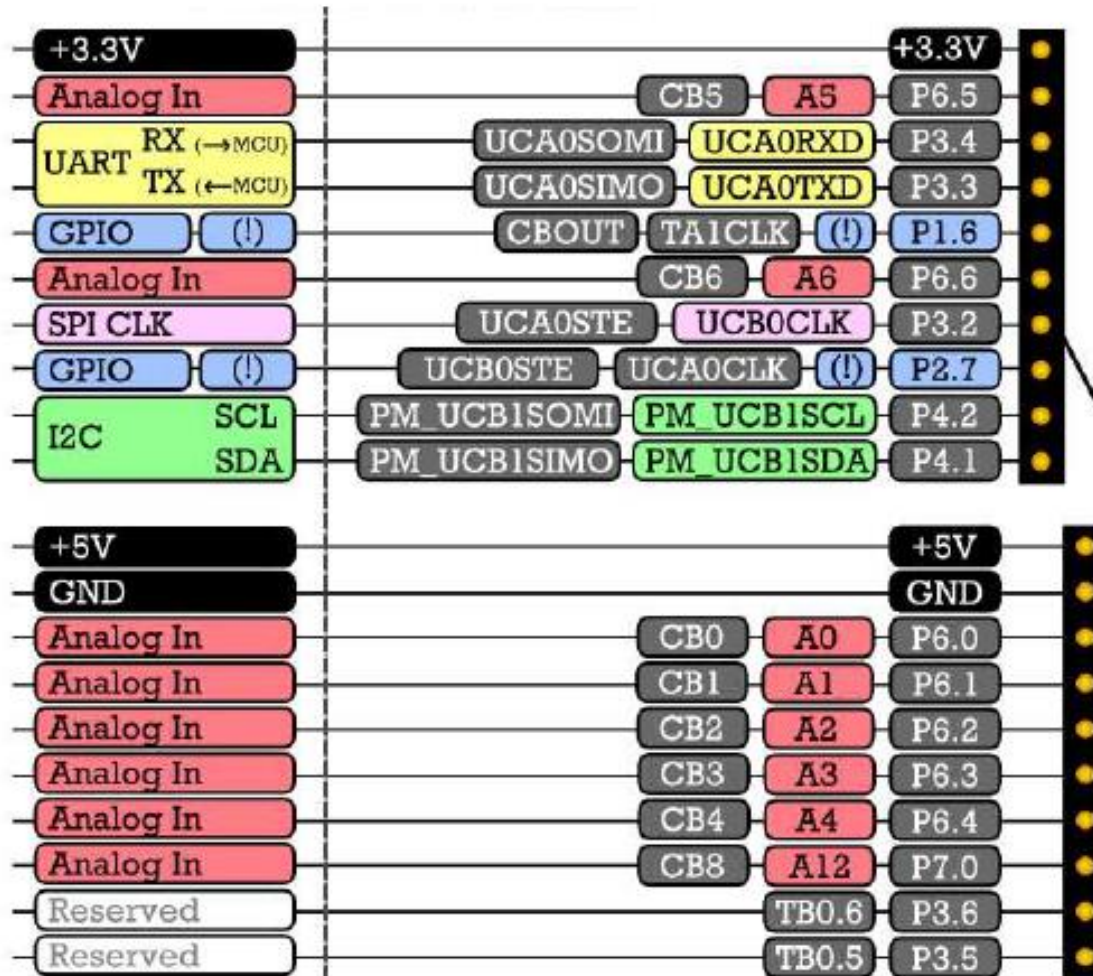 +3.3V +3.3V
Analog In CB5 A5 P6.5
UART RX (→MCU) UCA0SOMI UCA0RXD P3.4
TX (←MCU) UCA0SIMO UCA0TXD P3.3
GPIO (!) CBOUT TA1CLK (!) P1.6
Analog In CB6 A6 P6.6
SPI CLK UCA0STE UCB0CLK P3.2
GPIO (!) UCB0STE UCA0CLK (!) P2.7
I2C SCL PM_UCB1SOMI PM_UCB1SCL P4.2
SDA PM_UCB1SIMO PM_UCB1SDA P4.1
+5V +5V
GND GND
Analog In CB0 A0 P6.0
Analog In CB1 A1 P6.1
Analog In CB2 A2 P6.2
Analog In CB3 A3 P6.3
Analog In CB4 A4 P6.4
Analog In CB8 A12 P7.0
Reserved TB0.6 P3.6
Reserved TB0.5 P3.5